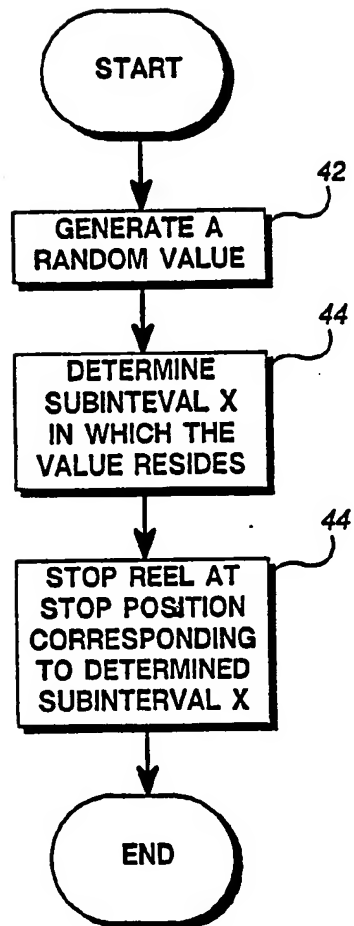 START
42
GENERATE A
RANDOM VALUE
44
DETERMINE
SUBINTEVAL X
IN WHICH THE
VALUE RESIDES
44
STOP REEL AT
STOP POSITION
CORRESPONDING
TO DETERMINED
SUBINTERVAL X
END